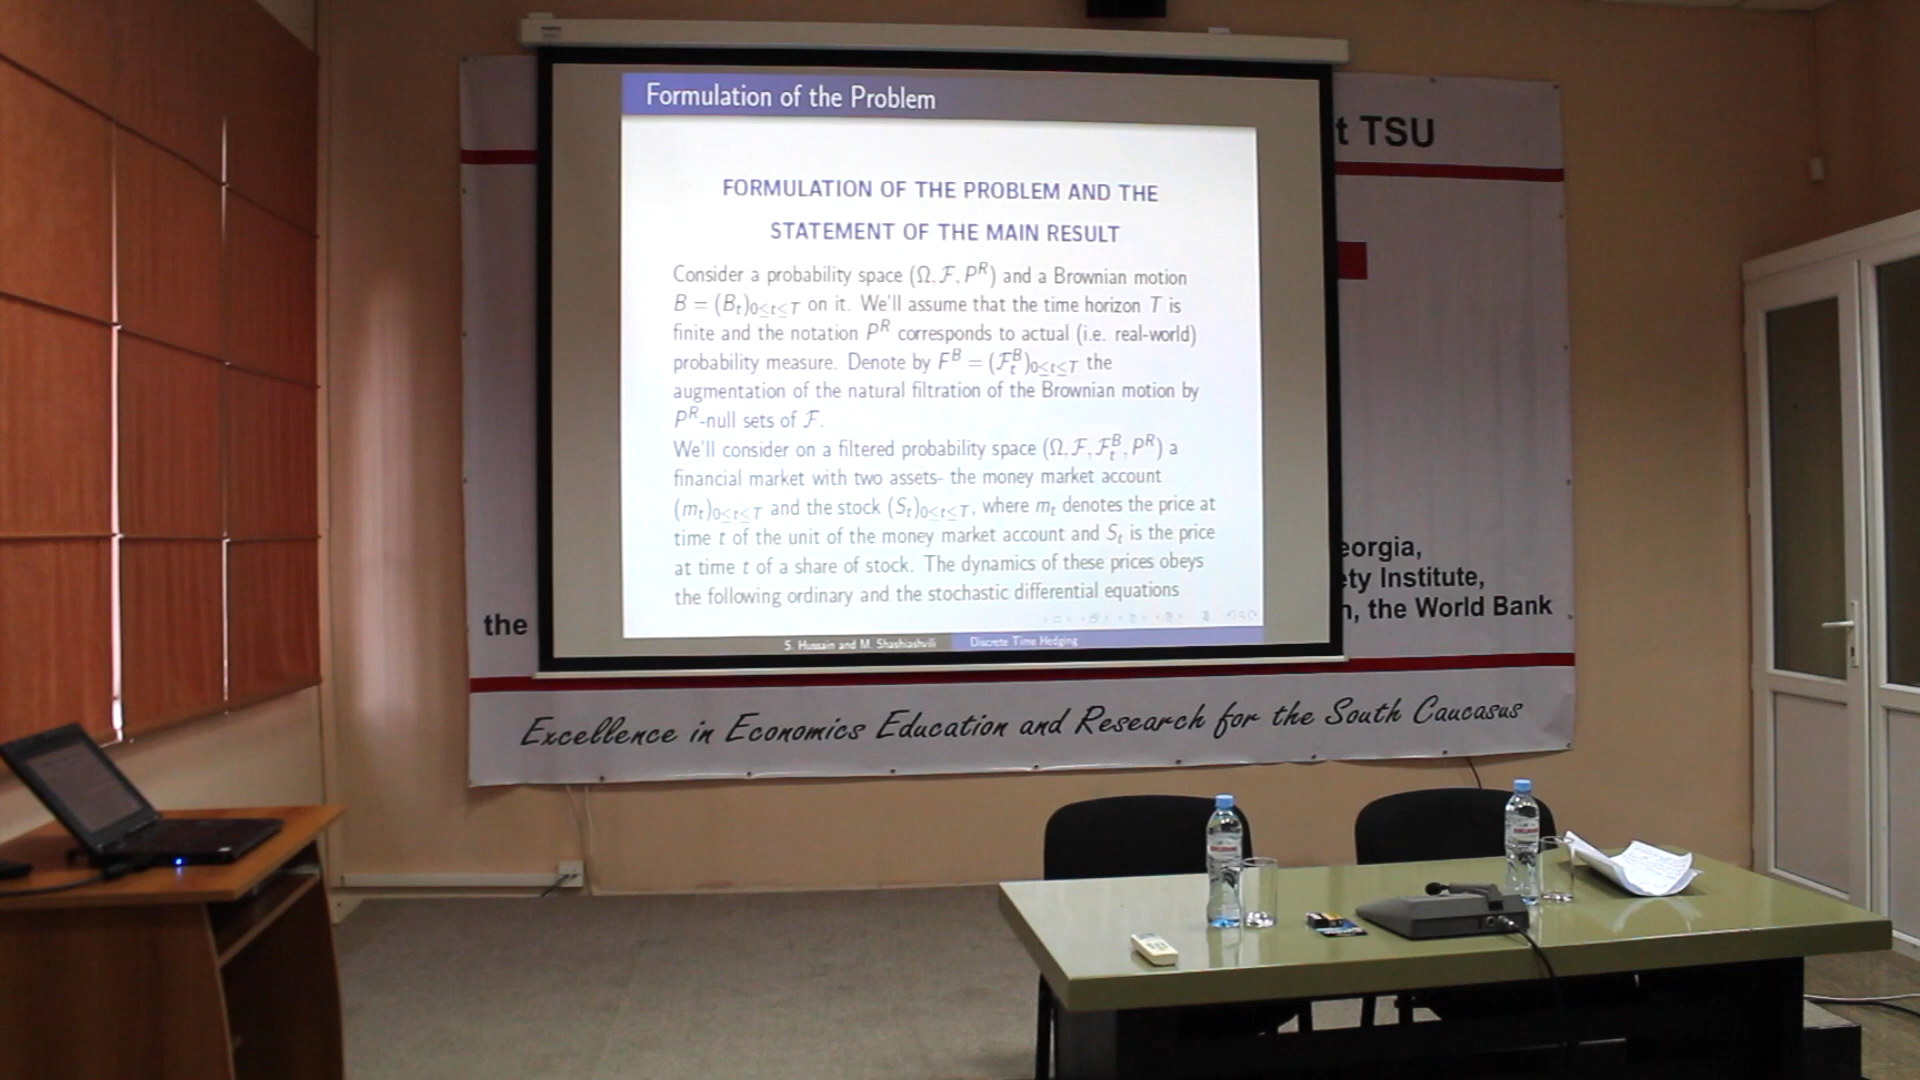 Formulation of the Problem
FORMULATION OF THE PROBLEM AND THE
STATEMENT OF THE MAIN RESULT
Consider a probability space (Ω, ℱ, P^R) and a Brownian motion
B = (B_t)_{0≤t≤T} on it. We'll assume that the time horizon T is
finite and the notation P^R corresponds to actual (i.e. real-world)
probability measure. Denote by F^B = (ℱ_t^B)_{0≤t≤T} the
augmentation of the natural filtration of the Brownian motion by
P^R-null sets of ℱ.
We'll consider on a filtered probability space (Ω, ℱ, ℱ_t^B, P^R) a
financial market with two assets- the money market account
(m_t)_{0≤t≤T} and the stock (S_t)_{0≤t≤T}, where m_t denotes the price at
time t of the unit of the money market account and S_t is the price
at time t of a share of stock. The dynamics of these prices obeys
the following ordinary and the stochastic differential equations
S. Hussain and M. Shashiashvili Discrete Time Hedging
t TSU
eorgia,
ety Institute,
the
n, the World Bank
Excellence in Economics Education and Research for the South Caucasus